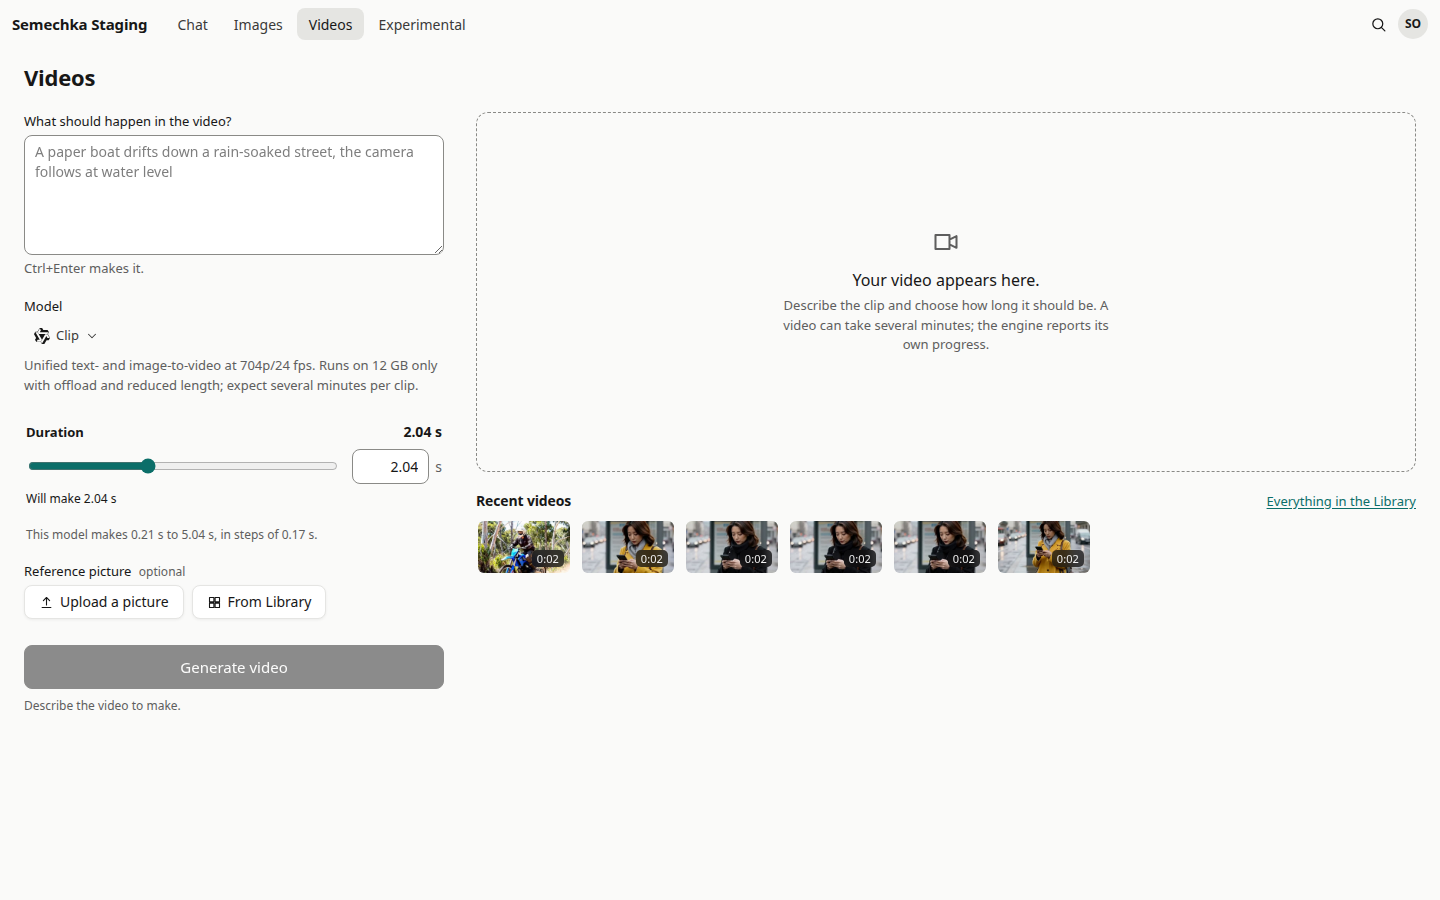 Semechka Staging
Chat
Images
Videos
Experimental
SO
Videos
What should happen in the video?
A paper boat drifts down a rain-soaked street, the camera
follows at water level
Ctrl+Enter makes it.
Model
Clip
Unified text- and image-to-video at 704p/24 fps. Runs on 12 GB only
with offload and reduced length; expect several minutes per clip.
Duration
2.04 s
2.04
s
Will make 2.04 s
This model makes 0.21 s to 5.04 s, in steps of 0.17 s.
Reference picture optional
Upload a picture
From Library
Generate video
Describe the video to make.
Your video appears here.
Describe the clip and choose how long it should be. A
video can take several minutes; the engine reports its
own progress.
Recent videos
Everything in the Library
0:02
0:02
0:02
0:02
0:02
0:02